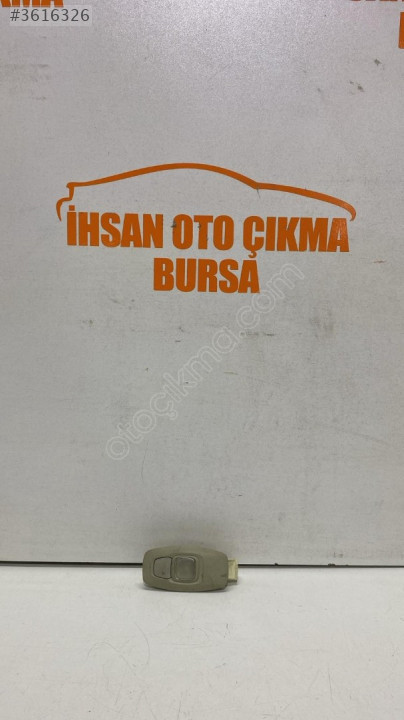 #3616326
İHSAN OTO ÇIKMA
BURSA
otoçıkma.com